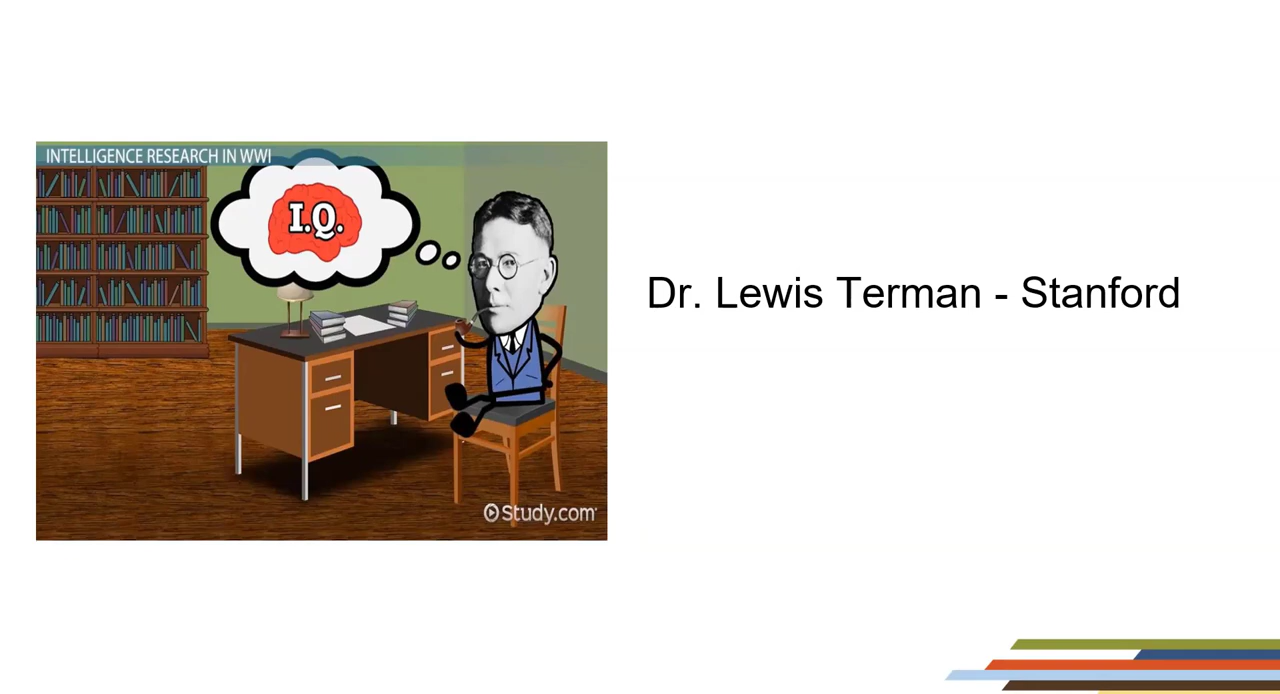 INTELLIGENCE RESEARCH IN WWI
I.Q.
Dr. Lewis Terman - Stanford
Study.com